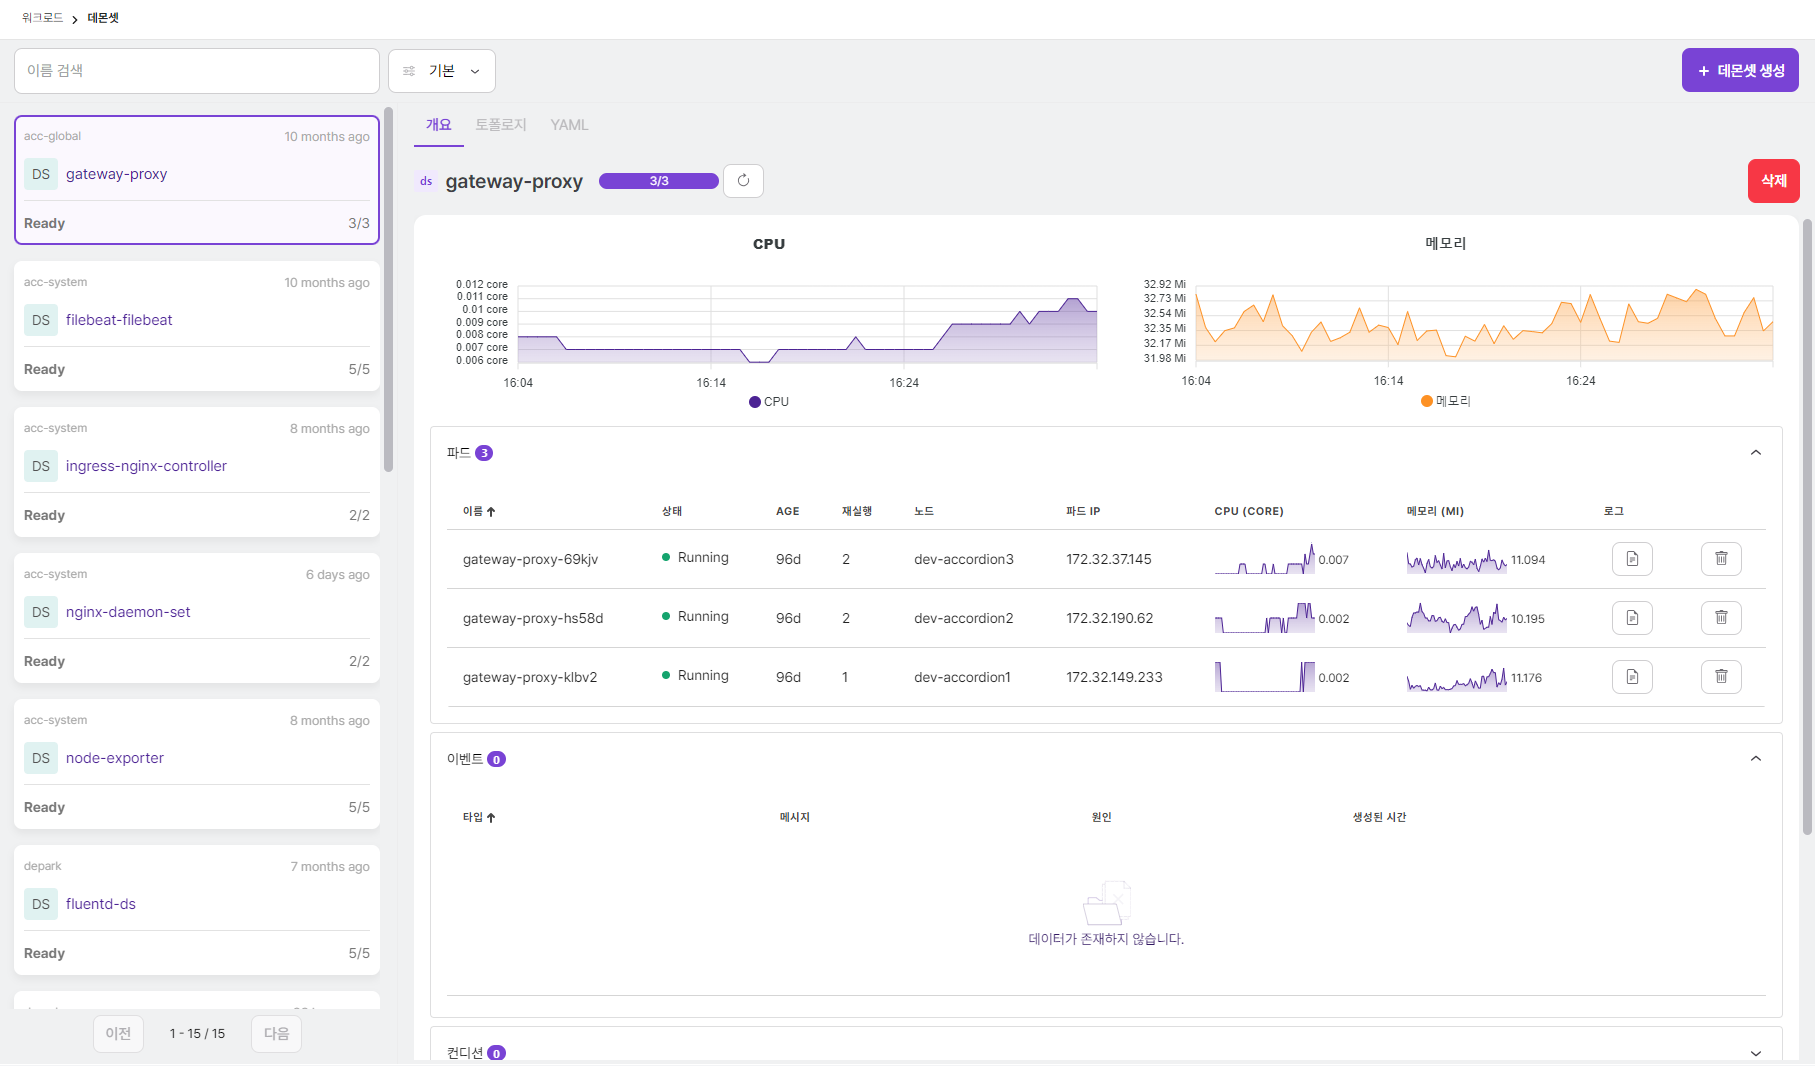 워크로드 > 데몬셋
이름 검색
기본
+ 데몬셋 생성
acc-global
10 months ago
DS
gateway-proxy
Ready
3/3
acc-system
10 months ago
DS
filebeat-filebeat
Ready
5/5
acc-system
8 months ago
DS
ingress-nginx-controller
Ready
2/2
acc-system
6 days ago
DS
nginx-daemon-set
Ready
2/2
acc-system
8 months ago
DS
node-exporter
Ready
5/5
depark
7 months ago
DS
fluentd-ds
Ready
5/5
이전
1 - 15 / 15
다음
개요
토폴로지
YAML
ds
gateway-proxy
3/3
삭제
CPU
0.012 core
0.011 core
0.01 core
0.009 core
0.008 core
0.007 core
0.006 core
16:04
16:14
16:24
CPU
메모리
32.92 Mi
32.73 Mi
32.54 Mi
32.35 Mi
32.17 Mi
31.98 Mi
16:04
16:14
16:24
메모리
파드 3
이름 상태 AGE 재실행 노드 파드 IP CPU (CORE) 메모리 (MI) 로그
gateway-proxy-69kjv Running 96d 2 dev-accordion3 172.32.37.145 0.007 11.094
gateway-proxy-hs58d Running 96d 2 dev-accordion2 172.32.190.62 0.002 10.195
gateway-proxy-klbv2 Running 96d 1 dev-accordion1 172.32.149.233 0.002 11.176
이벤트 0
타입 메시지 원인 생성된 시간
데이터가 존재하지 않습니다.
컨디션 0